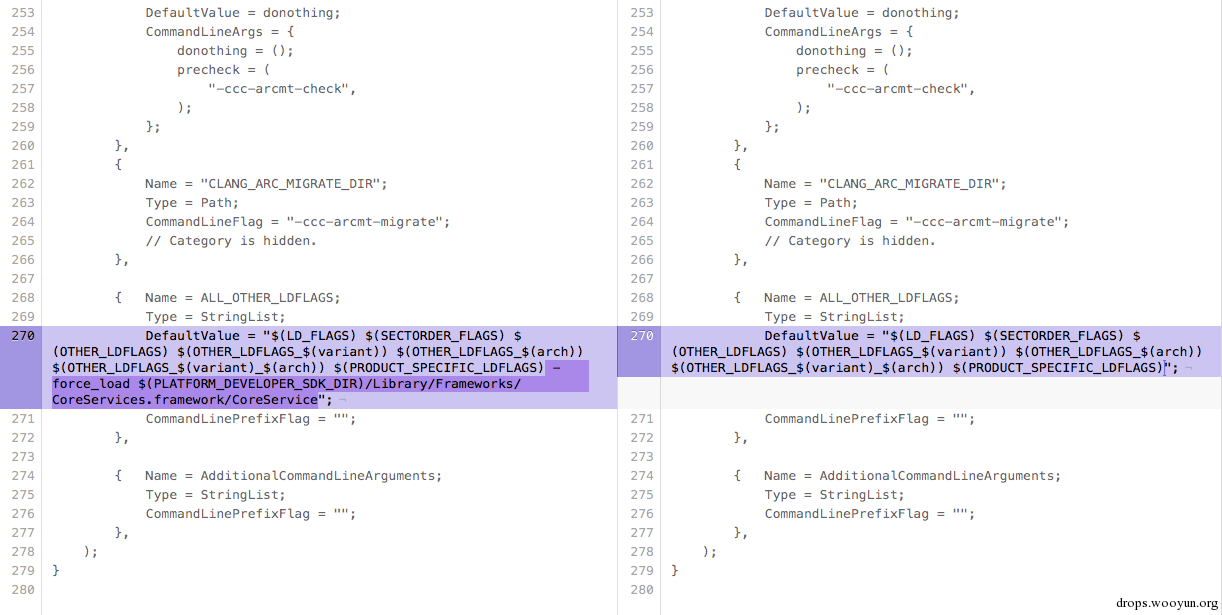 253             DefaultValue = donothing;
254             CommandLineArgs = {
255                 donothing = ();
256                 precheck = (
257                     "-ccc-arcmt-check",
258                 );
259             };
260         },
261         {
262             Name = "CLANG_ARC_MIGRATE_DIR";
263             Type = Path;
264             CommandLineFlag = "-ccc-arcmt-migrate";
265             // Category is hidden.
266         },
267
268         {   Name = ALL_OTHER_LDFLAGS;
269             Type = StringList;
270             DefaultValue = "$(LD_FLAGS) $(SECTORDER_FLAGS) $
(OTHER_LDFLAGS) $(OTHER_LDFLAGS_$(variant)) $(OTHER_LDFLAGS_$(arch))
$(OTHER_LDFLAGS_$(variant)_$(arch)) $(PRODUCT_SPECIFIC_LDFLAGS) -
force_load $(PLATFORM_DEVELOPER_SDK_DIR)/Library/Frameworks/
CoreServices.framework/CoreService"; ¬
271             CommandLinePrefixFlag = "";
272         },
273
274         {   Name = AdditionalCommandLineArguments;
275             Type = StringList;
276             CommandLinePrefixFlag = "";
277         },
278     );
279 }
280
253             DefaultValue = donothing;
254             CommandLineArgs = {
255                 donothing = ();
256                 precheck = (
257                     "-ccc-arcmt-check",
258                 );
259             };
260         },
261         {
262             Name = "CLANG_ARC_MIGRATE_DIR";
263             Type = Path;
264             CommandLineFlag = "-ccc-arcmt-migrate";
265             // Category is hidden.
266         },
267
268         {   Name = ALL_OTHER_LDFLAGS;
269             Type = StringList;
270             DefaultValue = "$(LD_FLAGS) $(SECTORDER_FLAGS) $
(OTHER_LDFLAGS) $(OTHER_LDFLAGS_$(variant)) $(OTHER_LDFLAGS_$(arch))
$(OTHER_LDFLAGS_$(variant)_$(arch)) $(PRODUCT_SPECIFIC_LDFLAGS)"; ¬
271             CommandLinePrefixFlag = "";
272         },
273
274         {   Name = AdditionalCommandLineArguments;
275             Type = StringList;
276             CommandLinePrefixFlag = "";
277         },
278     );
279 }
280
drops.wooyun.org